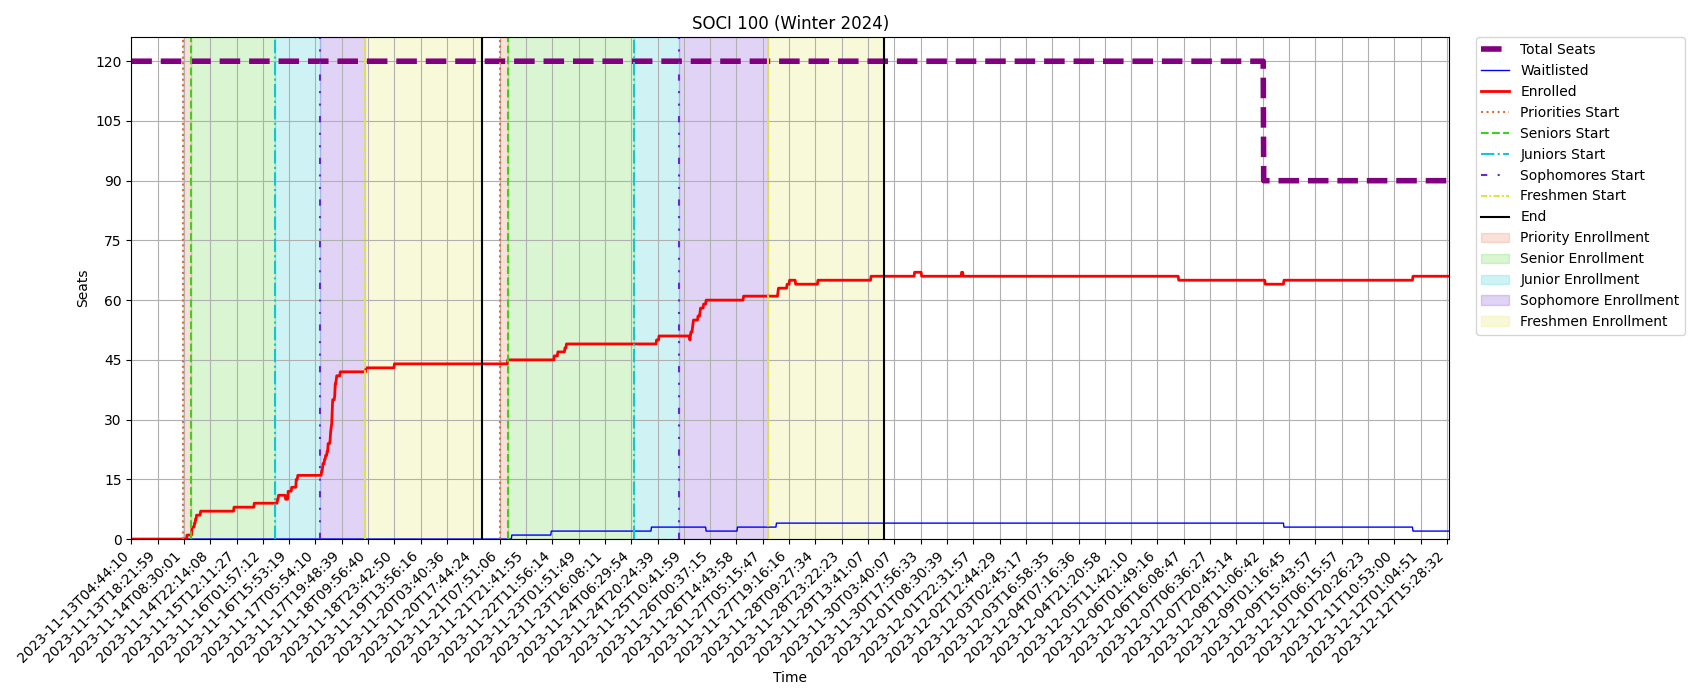 SOCI 100 (Winter 2024)
120
105
90
75
60
45
30
15
0
Seats
2023-11-13T04:44:10
2023-11-13T18:21:59
2023-11-14T08:30:01
2023-11-14T22:14:08
2023-11-15T12:11:27
2023-11-16T01:57:12
2023-11-16T15:53:19
2023-11-17T05:54:10
2023-11-17T19:48:39
2023-11-18T09:56:40
2023-11-18T23:42:50
2023-11-19T13:56:16
2023-11-20T03:40:36
2023-11-20T17:44:24
2023-11-21T07:51:06
2023-11-21T21:41:55
2023-11-22T11:56:14
2023-11-23T01:51:49
2023-11-23T16:08:11
2023-11-24T06:29:54
2023-11-24T20:24:39
2023-11-25T10:41:59
2023-11-26T00:37:15
2023-11-26T14:43:58
2023-11-27T05:15:47
2023-11-27T19:16:16
2023-11-28T09:27:34
2023-11-28T23:22:23
2023-11-29T13:41:07
2023-11-30T03:40:07
2023-11-30T17:56:33
2023-12-01T08:30:39
2023-12-01T22:31:57
2023-12-02T12:44:29
2023-12-03T02:45:17
2023-12-03T16:58:35
2023-12-04T07:16:36
2023-12-04T21:20:58
2023-12-05T11:42:10
2023-12-06T01:49:16
2023-12-06T16:08:47
2023-12-07T06:36:27
2023-12-07T20:45:14
2023-12-08T11:06:42
2023-12-09T01:16:45
2023-12-09T15:43:57
2023-12-10T06:15:57
2023-12-10T20:26:23
2023-12-11T10:53:00
2023-12-12T01:04:51
2023-12-12T15:28:32
Time
Total Seats
Waitlisted
Enrolled
Priorities Start
Seniors Start
Juniors Start
Sophomores Start
Freshmen Start
End
Priority Enrollment
Senior Enrollment
Junior Enrollment
Sophomore Enrollment
Freshmen Enrollment